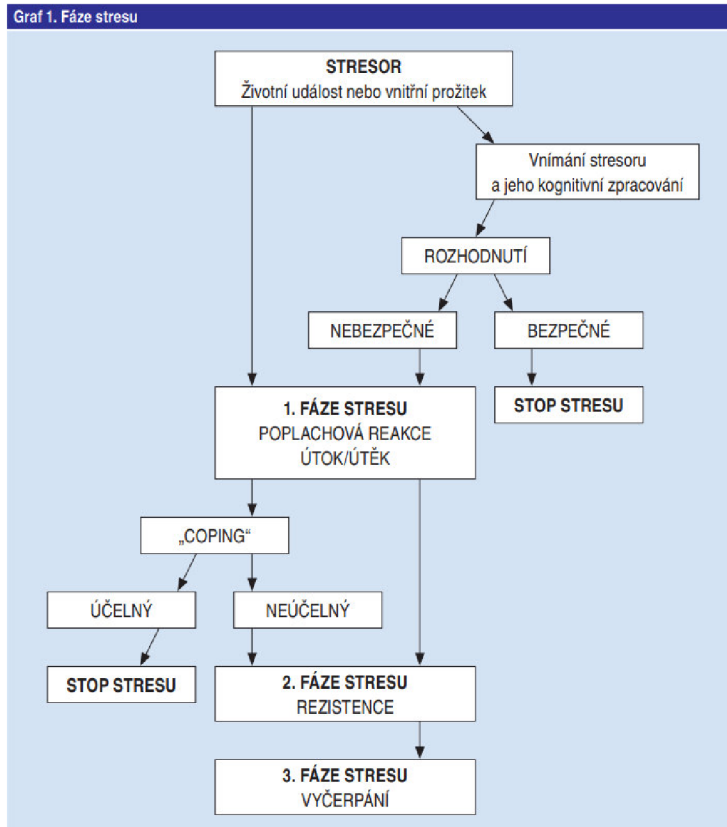 Graf 1. Fáze stresu
STRESOR
Životní událost nebo vnitřní prožitek
Vnímání stresoru
a jeho kognitivní zpracování
ROZHODNUTÍ
NEBEZPEČNÉ
BEZPEČNÉ
1. FÁZE STRESU
POPLACHOVÁ REAKCE
ÚTOK/ÚTĚK
STOP STRESU
„COPING“
ÚČELNÝ
NEÚČELNÝ
STOP STRESU
2. FÁZE STRESU
REZISTENCE
3. FÁZE STRESU
VYČERPÁNÍ